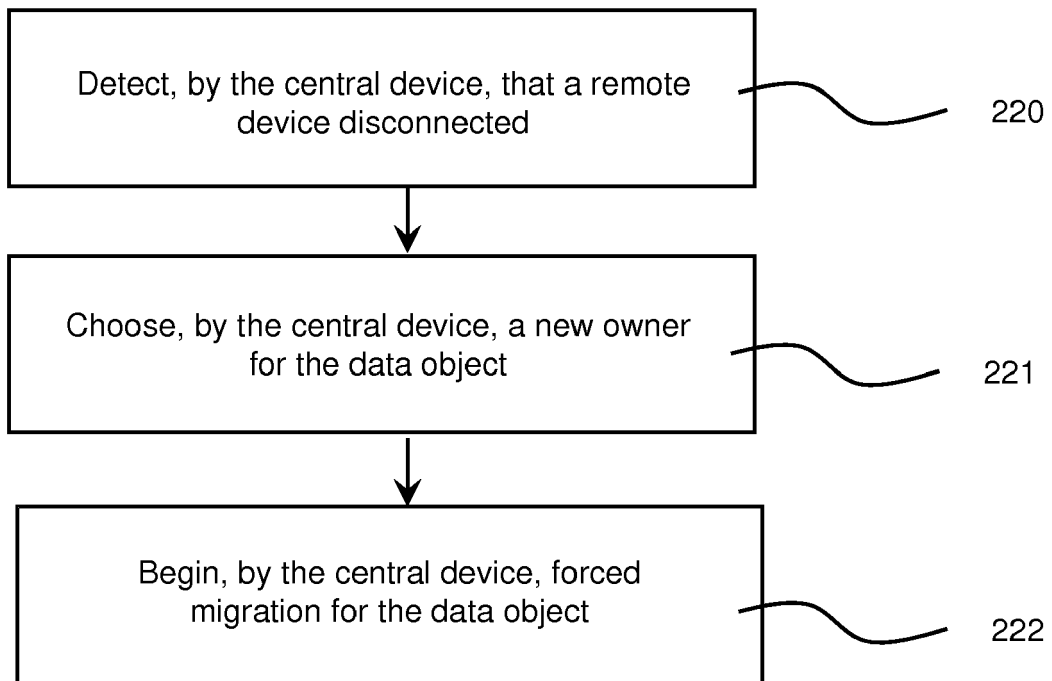 Detect, by the central device, that a remote
device disconnected
220
Choose, by the central device, a new owner
for the data object
221
Begin, by the central device, forced
migration for the data object
222